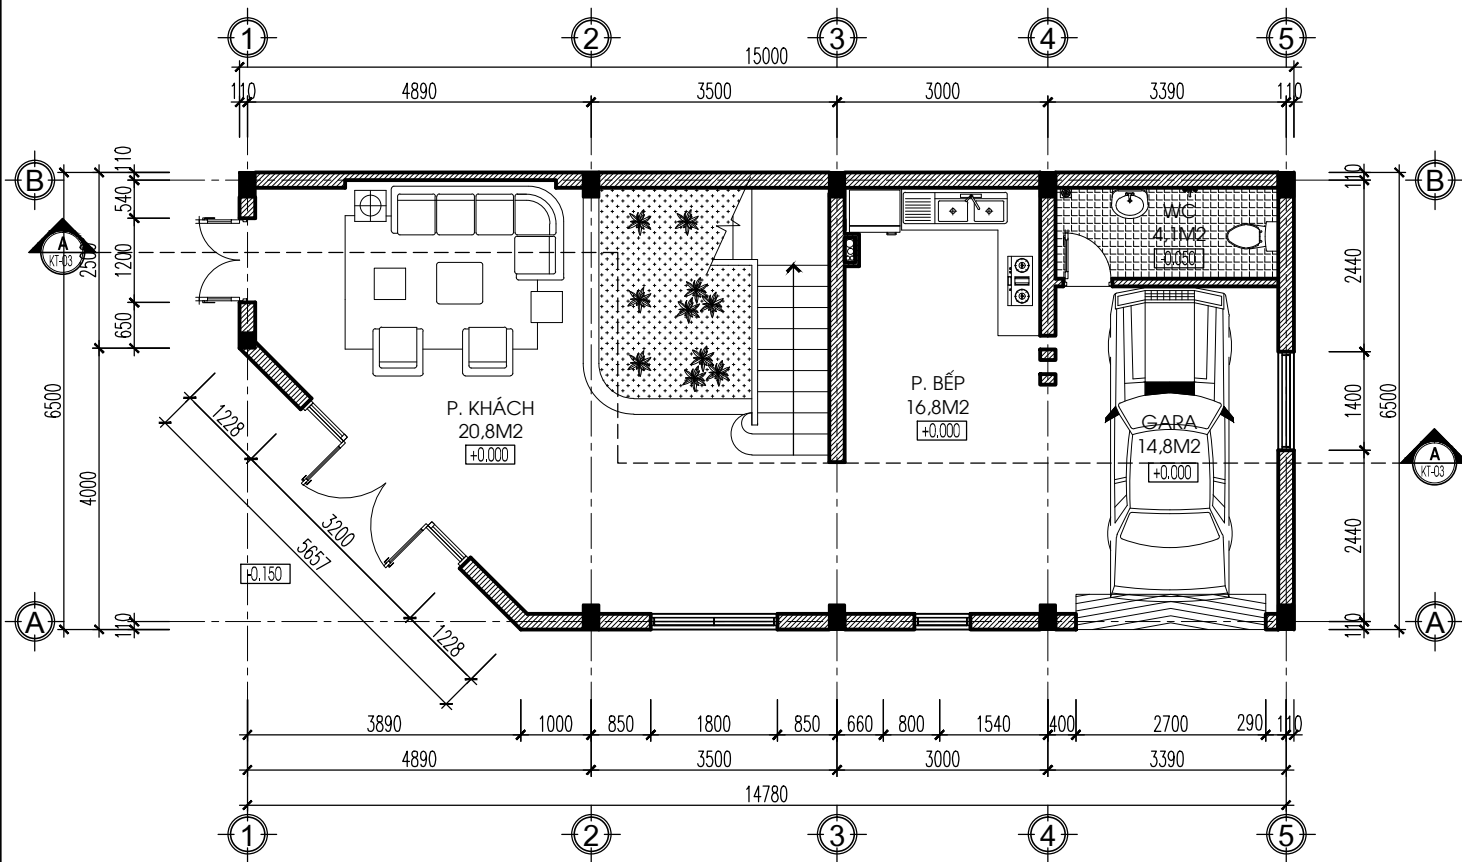 1 2 3 4 5
15000
110 4890 3500 3000 3390 110
B
B
110
540
1200
650
2500
4000
6500
110
A
KT-03
110
2440
1400
2440
110
6500
A
KT-03
WC
4,1M2
-0.050
P. BẾP
16,8M2
+0.000
P. KHÁCH
20,8M2
+0.000
GARA
14,8M2
+0.000
1228
3200
5657
1228
-0.150
A
A
3890 1000 850 1800 850 660 800 1540 400 2700 290 110
4890 3500 3000 3390
14780
1 2 3 4 5